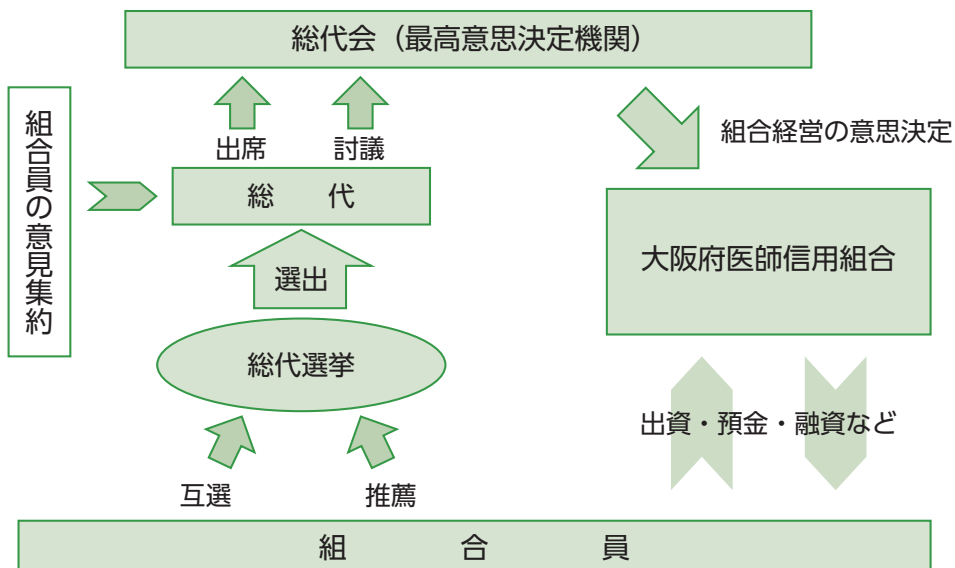 総代会（最高意思決定機関）
組合員の意見集約
出席
討議
組合経営の意思決定
総　代
大阪府医師信用組合
選出
総代選挙
出資・預金・融資など
互選
推薦
組　合　員